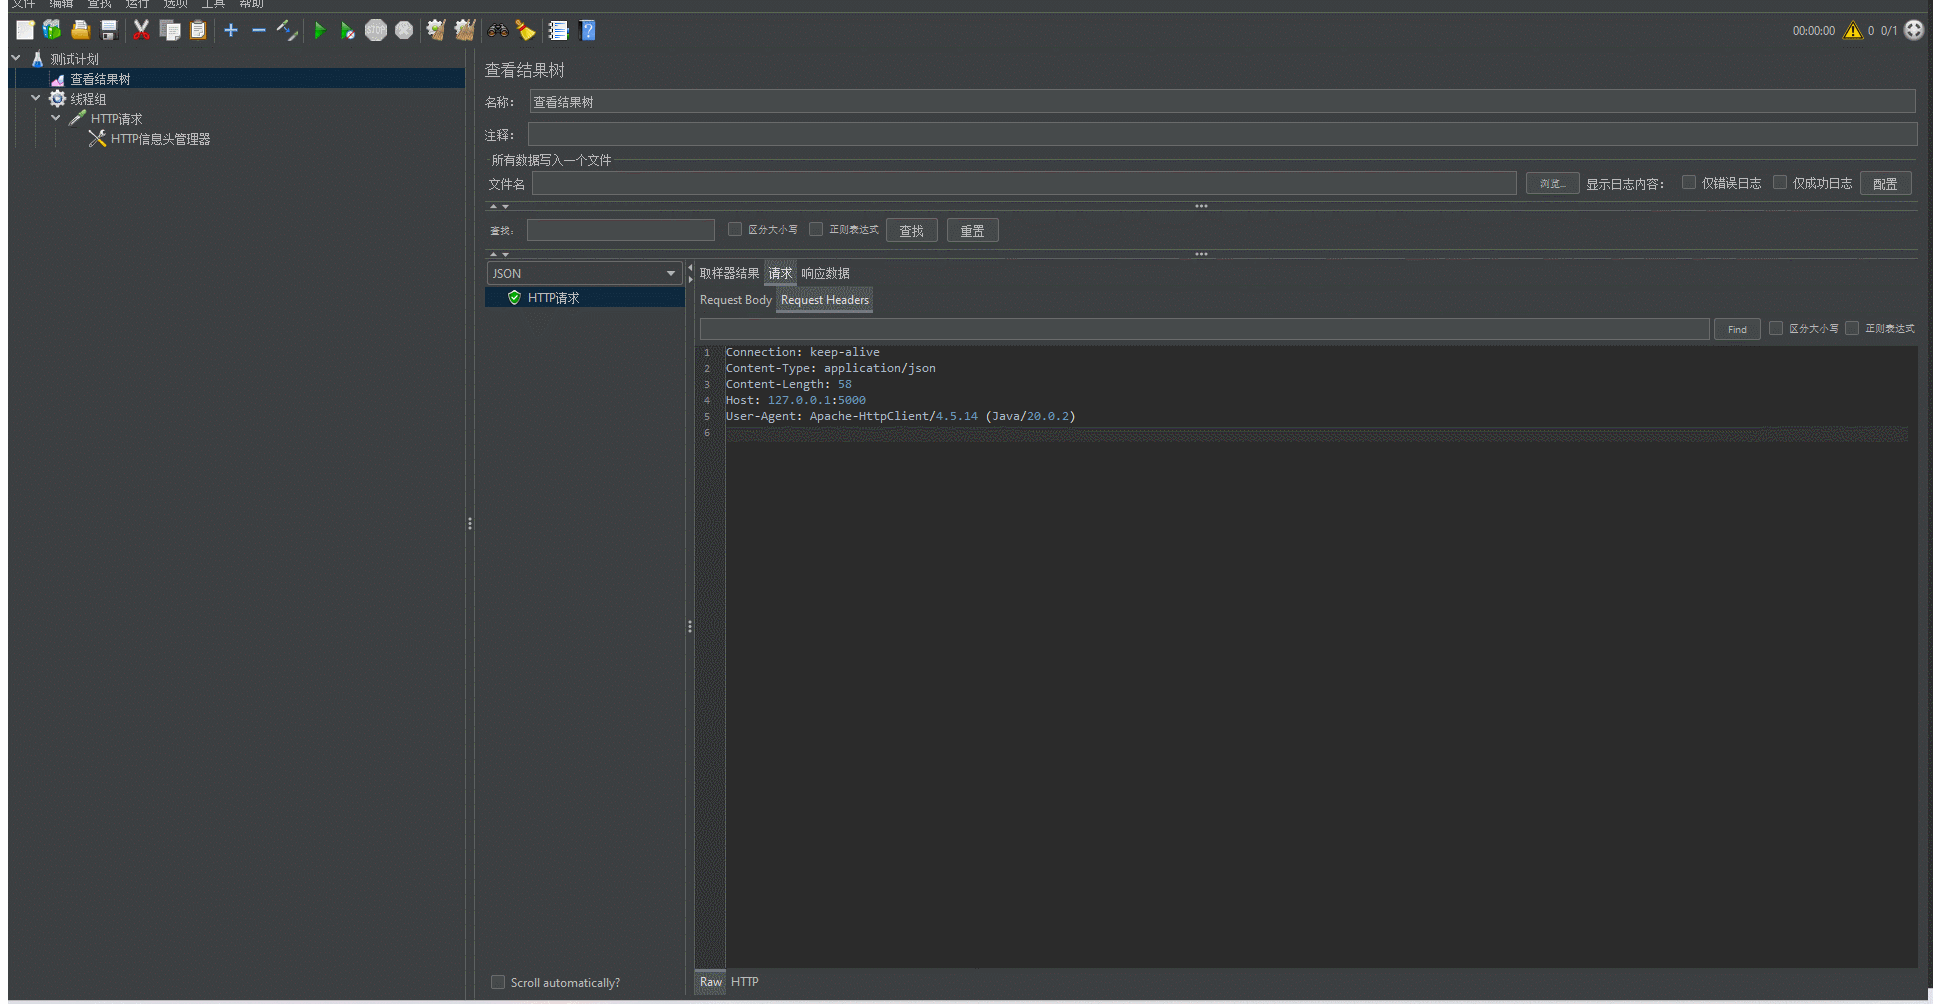 文件 编辑 查找 运行 选项 工具 帮助
STOP
00:00:00 0 0/1
测试计划
查看结果树
线程组
HTTP请求
HTTP信息头管理器
查看结果树
名称： 查看结果树
注释：
所有数据写入一个文件
文件名 浏览... 显示日志内容： 仅错误日志 仅成功日志 配置
查找： 区分大小写 正则表达式 查找 重置
JSON
HTTP请求
取样器结果 请求 响应数据
Request Body Request Headers
Find 区分大小写 正则表达式
1 Connection: keep-alive
2 Content-Type: application/json
3 Content-Length: 58
4 Host: 127.0.0.1:5000
5 User-Agent: Apache-HttpClient/4.5.14 (Java/20.0.2)
6
Scroll automatically?
Raw HTTP